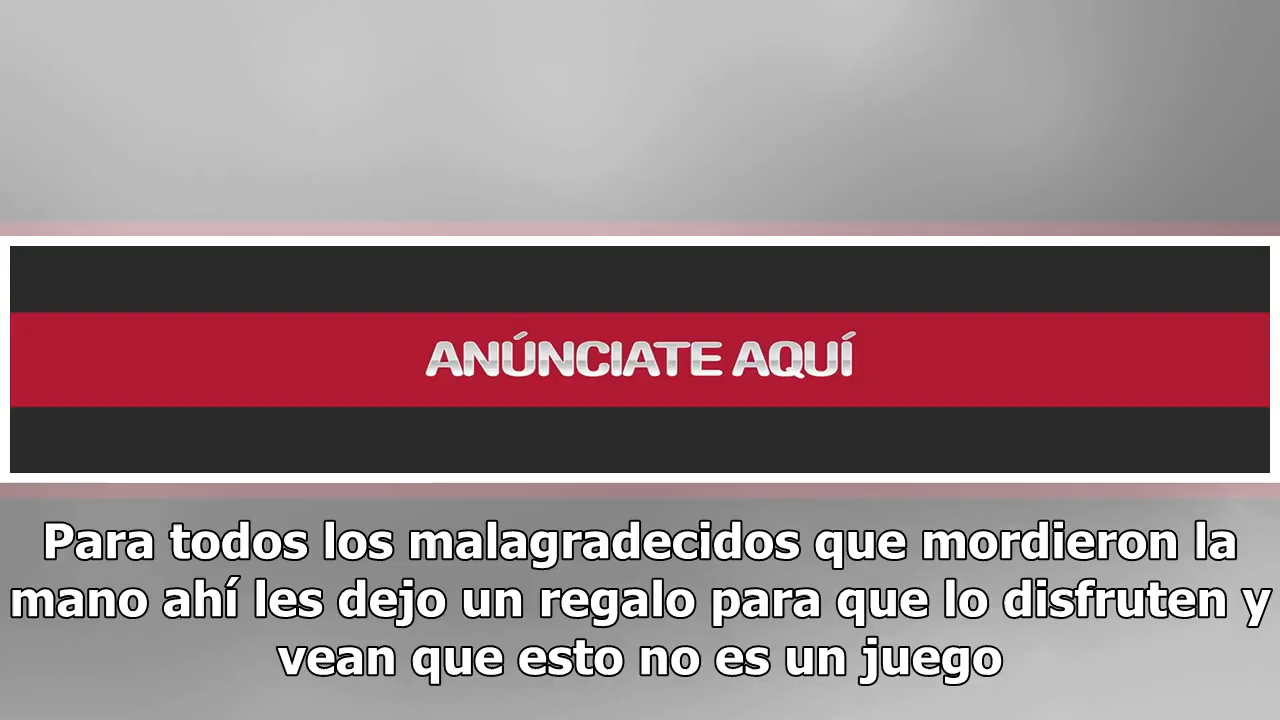 ANÚNCIATE AQUÍ
Para todos los malagradecidos que mordieron la
mano ahí les dejo un regalo para que lo disfruten y
vean que esto no es un juego